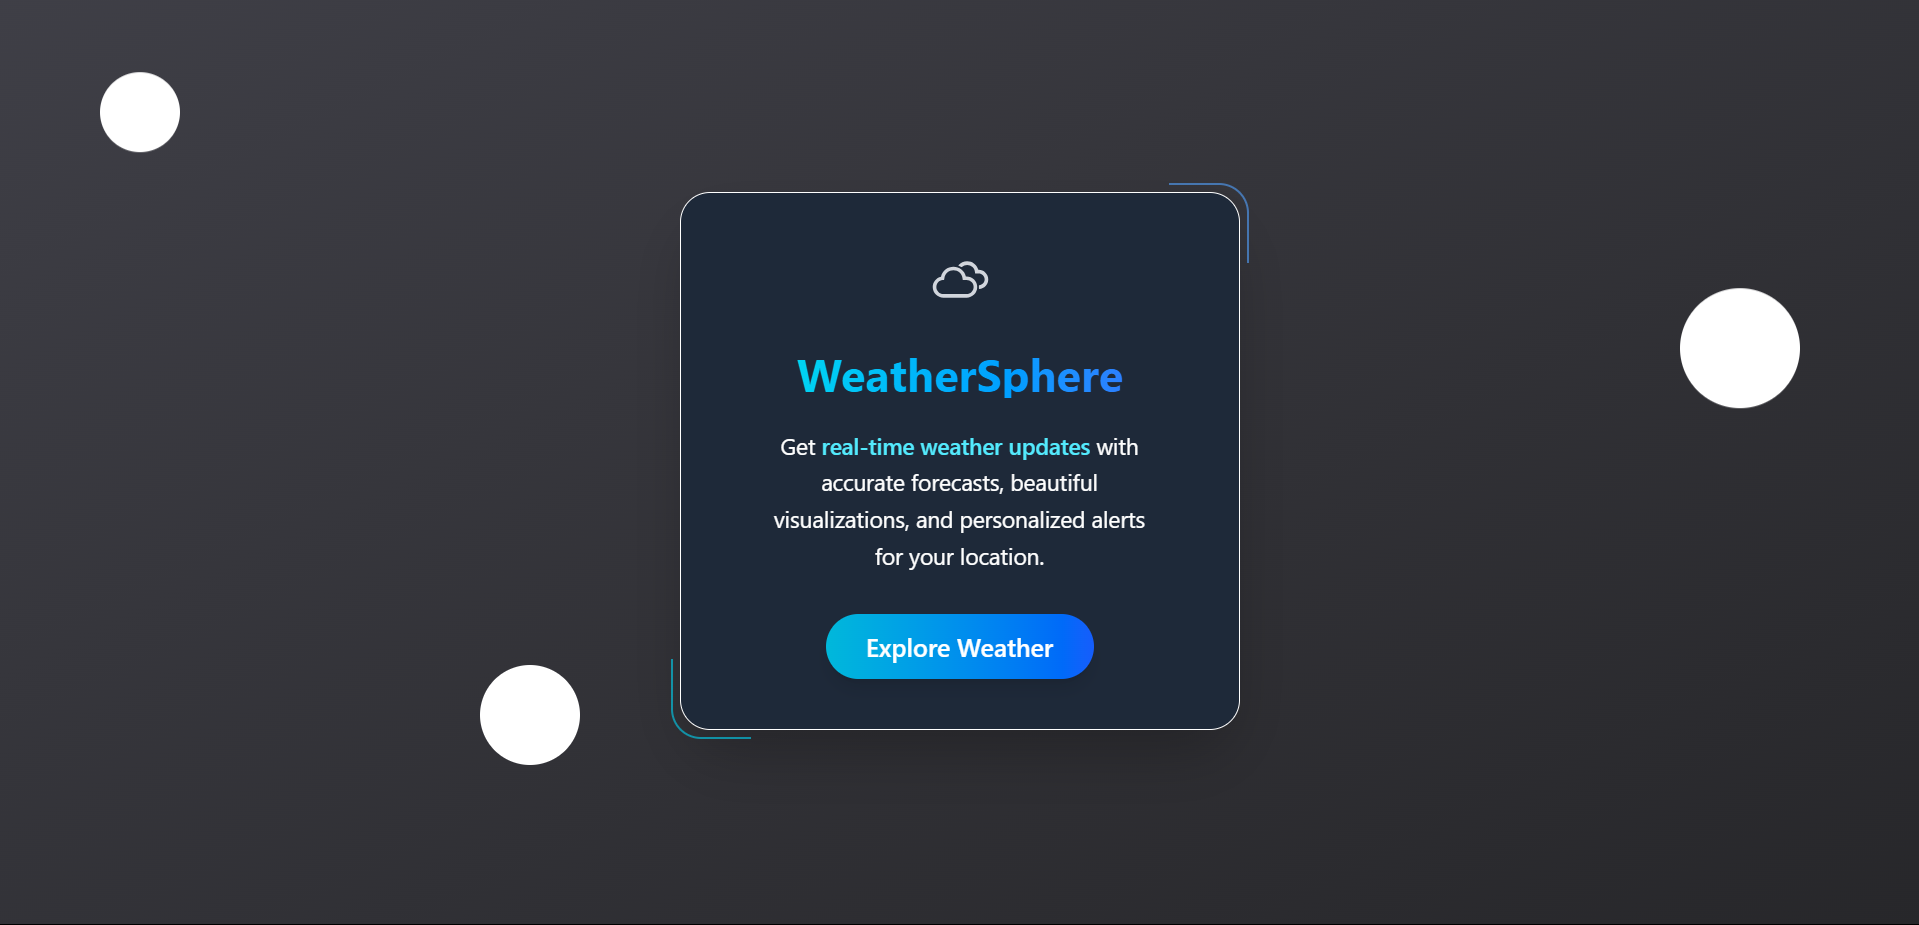 WeatherSphere
Get real-time weather updates with
accurate forecasts, beautiful
visualizations, and personalized alerts
for your location.
Explore Weather